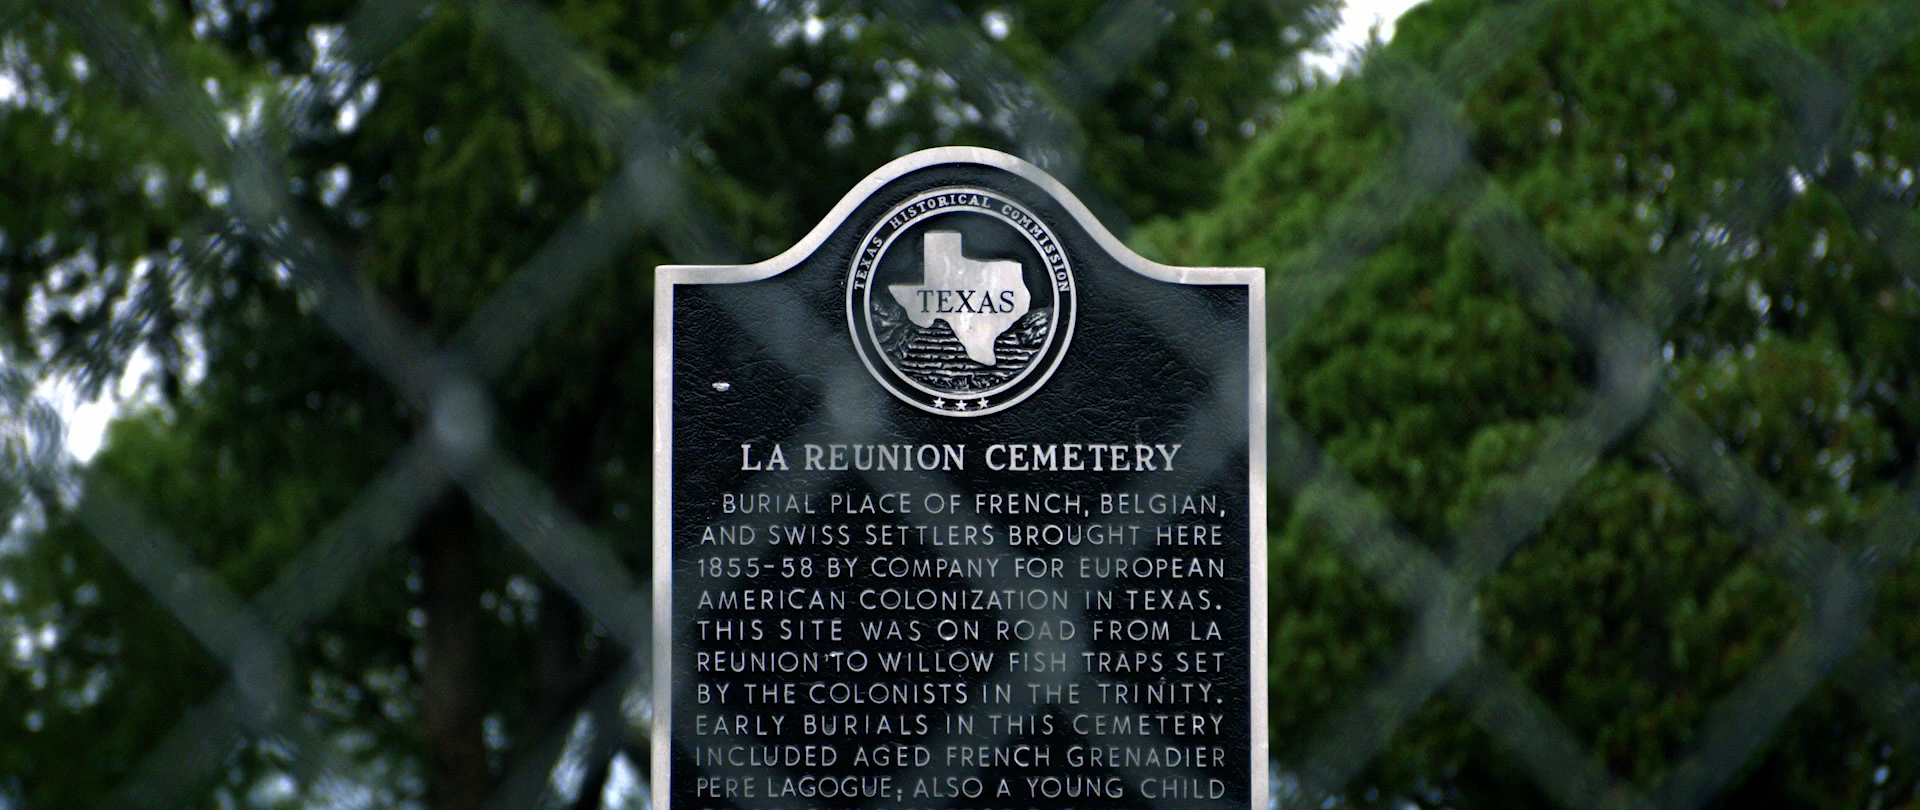 TEXAS HISTORICAL COMMISSION
TEXAS
LA REUNION CEMETERY
BURIAL PLACE OF FRENCH, BELGIAN,
AND SWISS SETTLERS BROUGHT HERE
1855-58 BY COMPANY FOR EUROPEAN
AMERICAN COLONIZATION IN TEXAS.
THIS SITE WAS ON ROAD FROM LA
REUNION TO WILLOW FISH TRAPS SET
BY THE COLONISTS IN THE TRINITY.
EARLY BURIALS IN THIS CEMETERY
INCLUDED AGED FRENCH GRENADIER
PERE LAGOGUE; ALSO A YOUNG CHILD